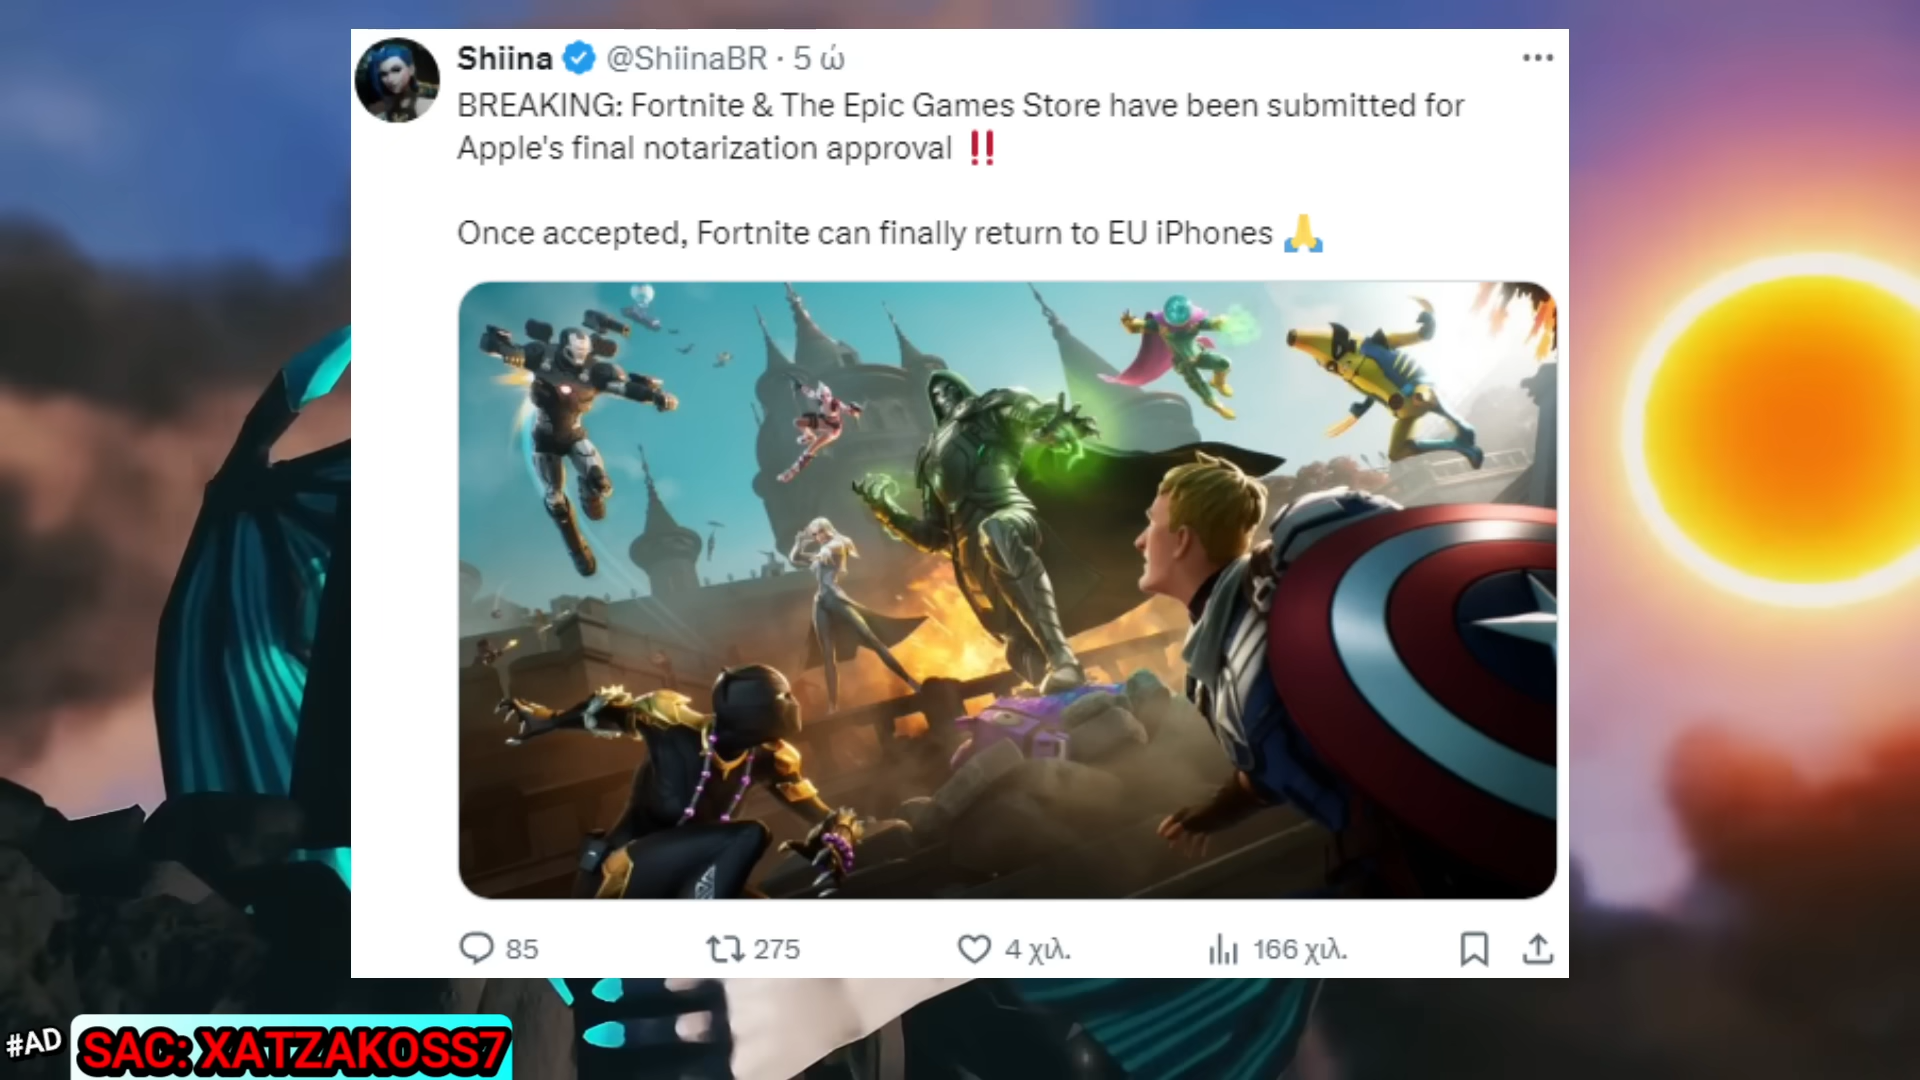 Shiina @ShiinaBR · 5 ώ
BREAKING: Fortnite & The Epic Games Store have been submitted for
Apple's final notarization approval ‼️
Once accepted, Fortnite can finally return to EU iPhones 🙏
85 275 4 χιλ. 166 χιλ.
#AD SAC: XATZAKOSS7